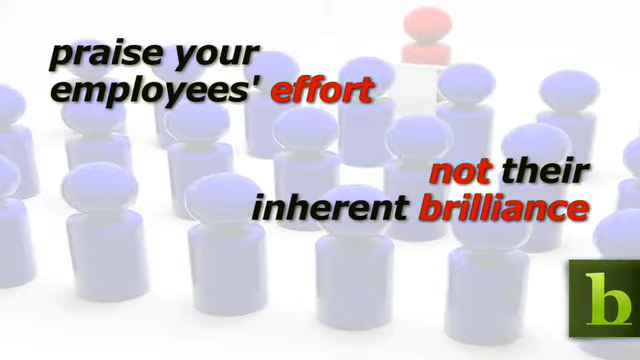 praise your
employees' effort
not their
inherent brilliance
b